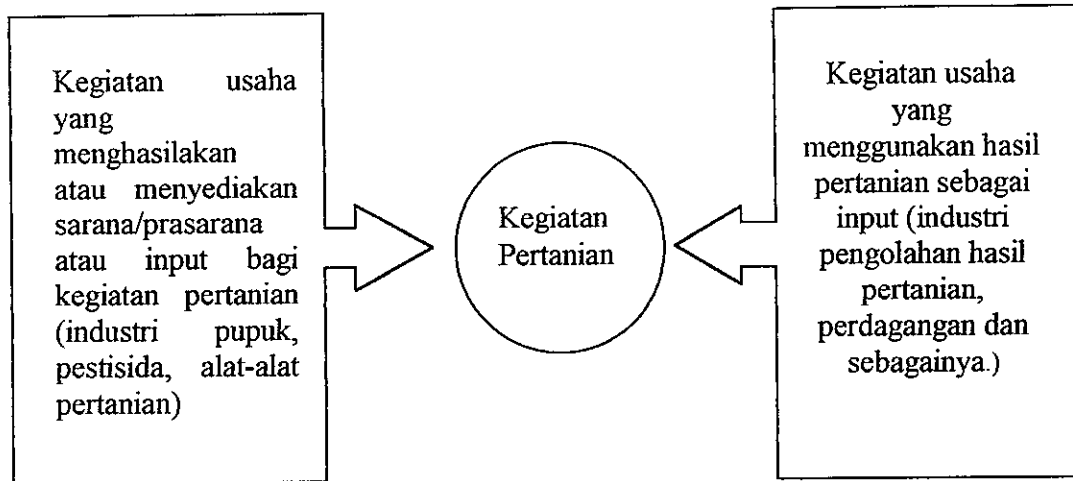 Kegiatan usaha
yang
menghasilakan
atau menyediakan
sarana/prasarana
atau input bagi
kegiatan pertanian
(industri pupuk,
pestisida, alat-alat
pertanian)
Kegiatan
Pertanian
Kegiatan usaha
yang
menggunakan hasil
pertanian sebagai
input (industri
pengolahan hasil
pertanian,
perdagangan dan
sebagainya.)